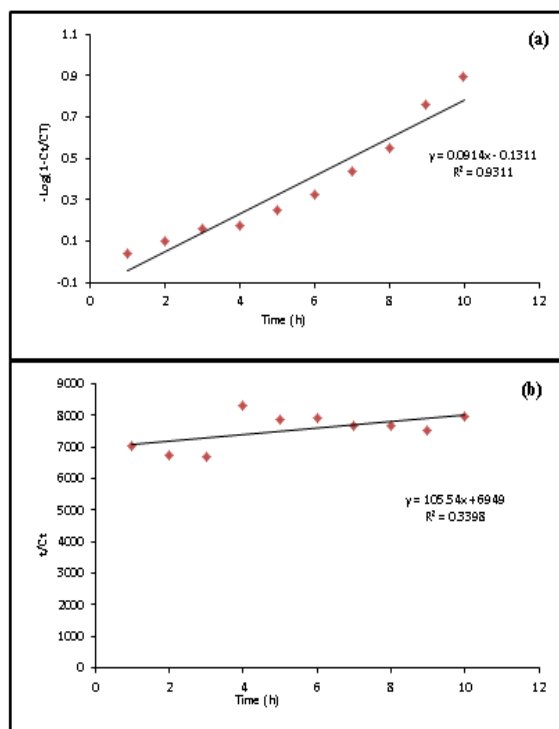 (a)
1.1
0.9
0.7
0.5
0.3
0.1
-0.1
-Log(1-Ct/CT)
y = 0.0914x - 0.1311
R² = 0.9311
0 2 4 6 8 10 12
Time (h)
(b)
9000
8000
7000
6000
5000
4000
3000
2000
1000
0
t/Ct
y = 105.54x + 6949
R² = 0.3398
0 2 4 6 8 10 12
Time (h)